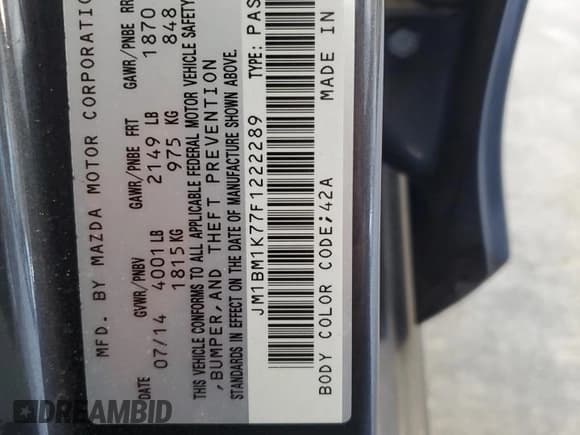 MFD. BY MAZDA MOTOR CORPORATIO
DATE GVWR/PNBV GAWR/PNBE FRT GAWR/PNBE RR
07/14 4001LB 2149 LB 1870
1815KG 975 KG 848
THIS VEHICLE CONFORMS TO ALL APPLICABLE FEDERAL MOTOR VEHICLE SAFETY
,BUMPER,AND THEFT PREVENTION
STANDARDS IN EFFECT ON THE DATE OF MANUFACTURE SHOWN ABOVE.
JM1BM1K77F1222289 TYPE: PAS
BODY COLOR CODE;42A MADE IN
DREAMBID